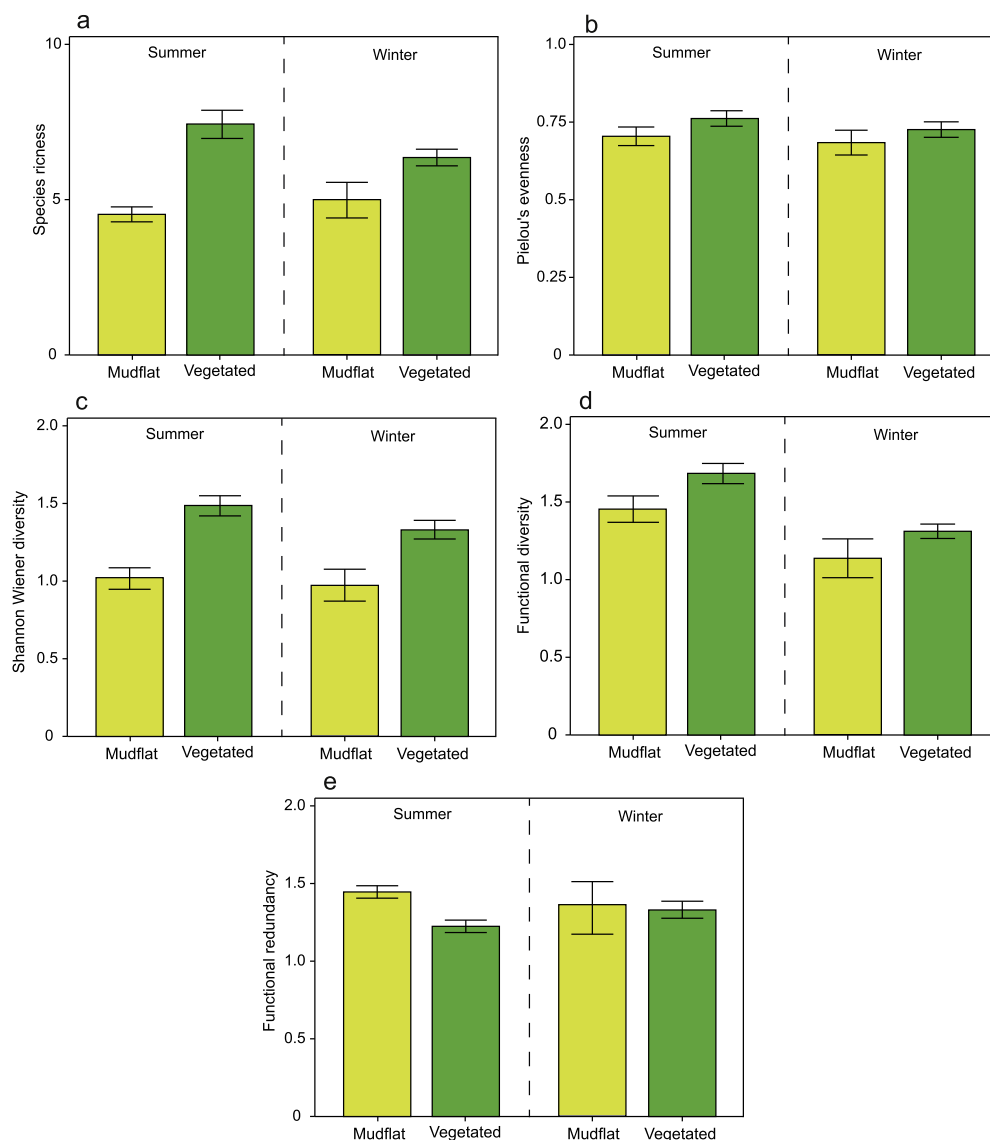 a
Species ricness
10
5
0
Summer
Winter
Mudflat
Vegetated
Mudflat
Vegetated
b
Pielou's evenness
1.0
0.75
0.5
0.25
0
Summer
Winter
Mudflat
Vegetated
Mudflat
Vegetated
c
Shannon Wiener diversity
2.0
1.5
1.0
0.5
0
Summer
Winter
Mudflat
Vegetated
Mudflat
Vegetated
d
Functional diversity
2.0
1.5
1.0
0.5
0
Summer
Winter
Mudflat
Vegetated
Mudflat
Vegetated
e
Functional redundancy
2.0
1.5
1.0
0.5
0
Summer
Winter
Mudflat
Vegetated
Mudflat
Vegetated